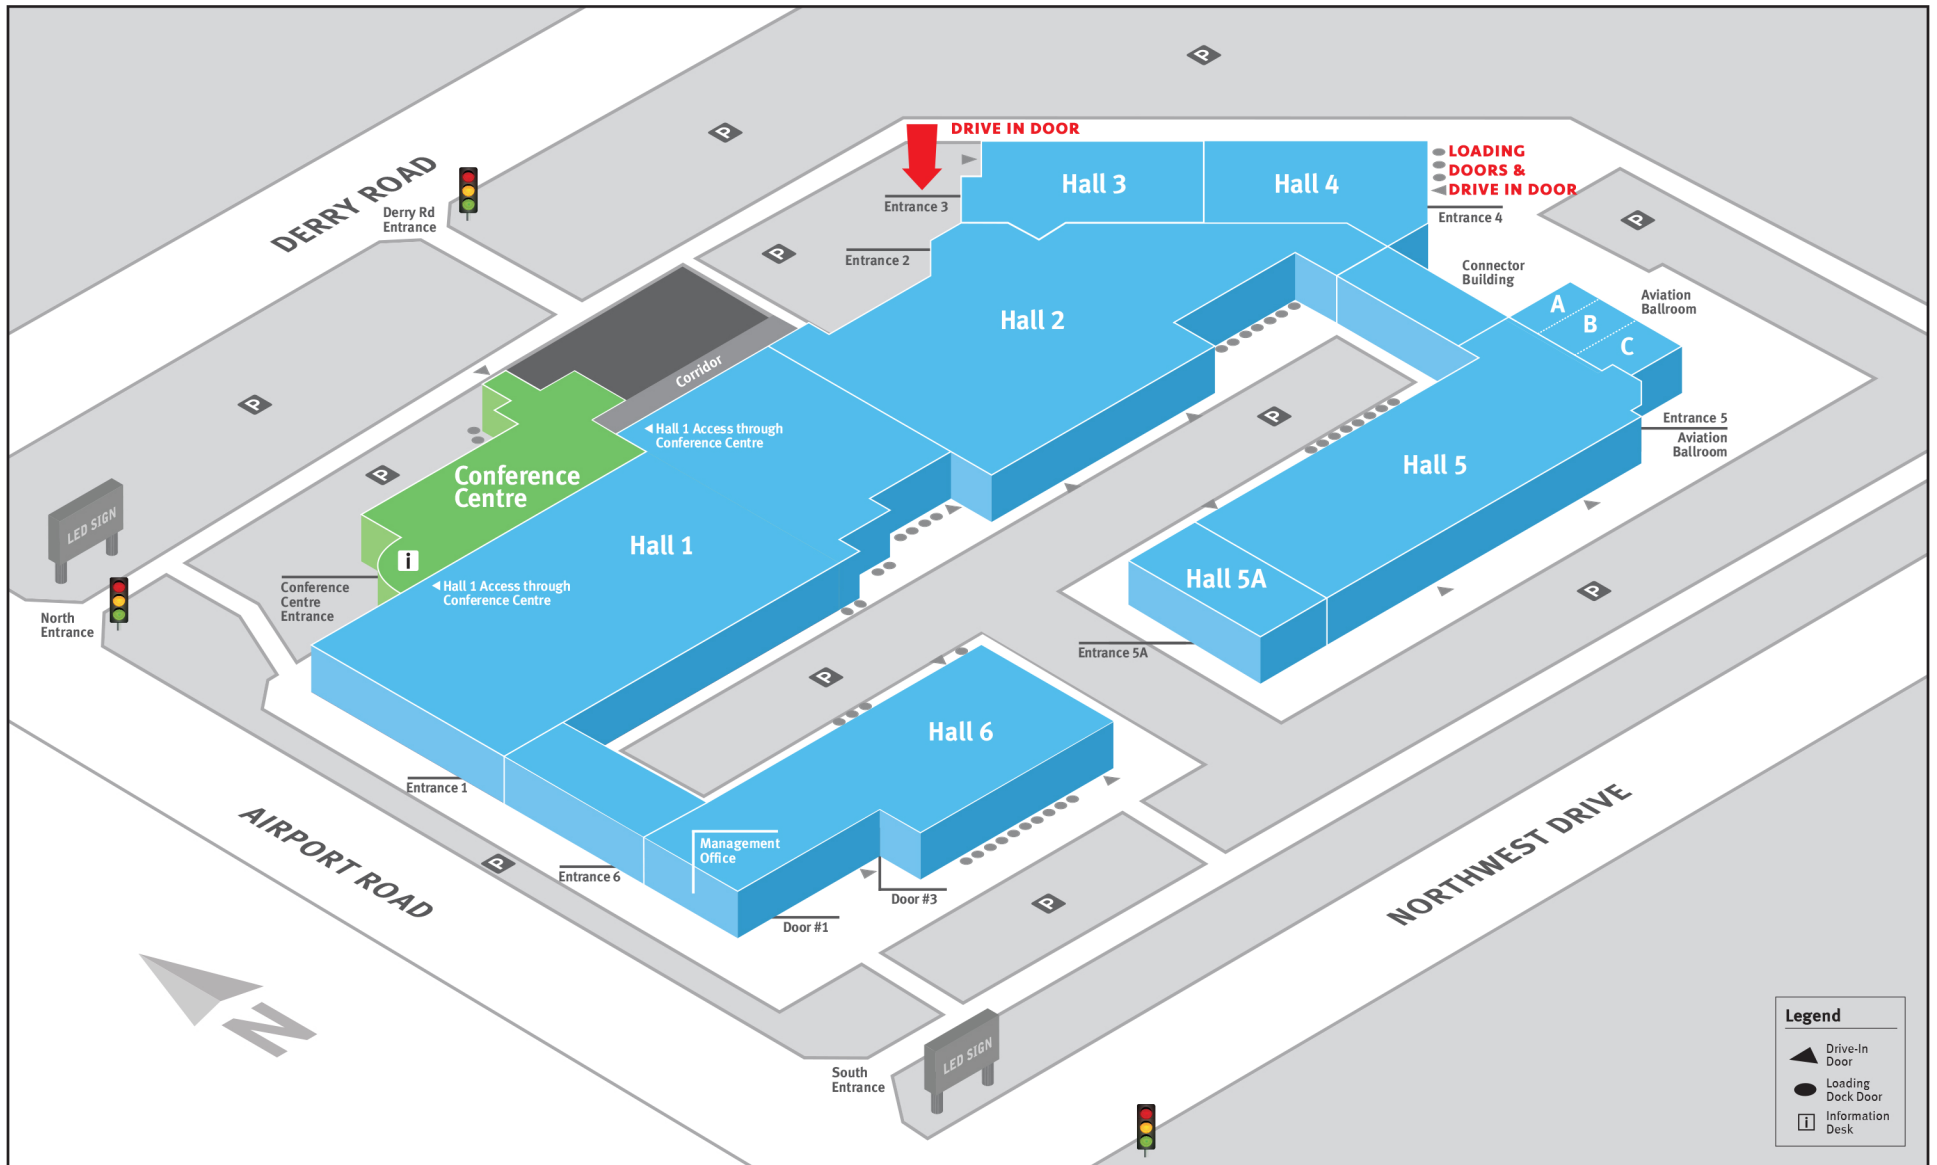 P
P
DRIVE IN DOOR
LOADING
DOORS &
DRIVE IN DOOR
DERRY ROAD
Derry Rd
Entrance
Hall 3
Hall 4
Entrance 3
Entrance 4
P
P
Entrance 2
Connector
Building
Aviation
Ballroom
A
B
C
Hall 2
Corridor
P
P
Hall 1 Access through
Conference Centre
Entrance 5
Aviation
Ballroom
Hall 5
P
Conference
Centre
LED SIGN
Hall 1
i
Hall 1 Access through
Conference Centre
Conference
Centre
Entrance
Hall 5A
P
North
Entrance
Entrance 5A
P
Hall 6
Entrance 1
AIRPORT ROAD
NORTHWEST DRIVE
Management
Office
P
Entrance 6
Door #3
P
Door #1
N
LED SIGN
South
Entrance
Legend
Drive-In
Door
Loading
Dock Door
i
Information
Desk